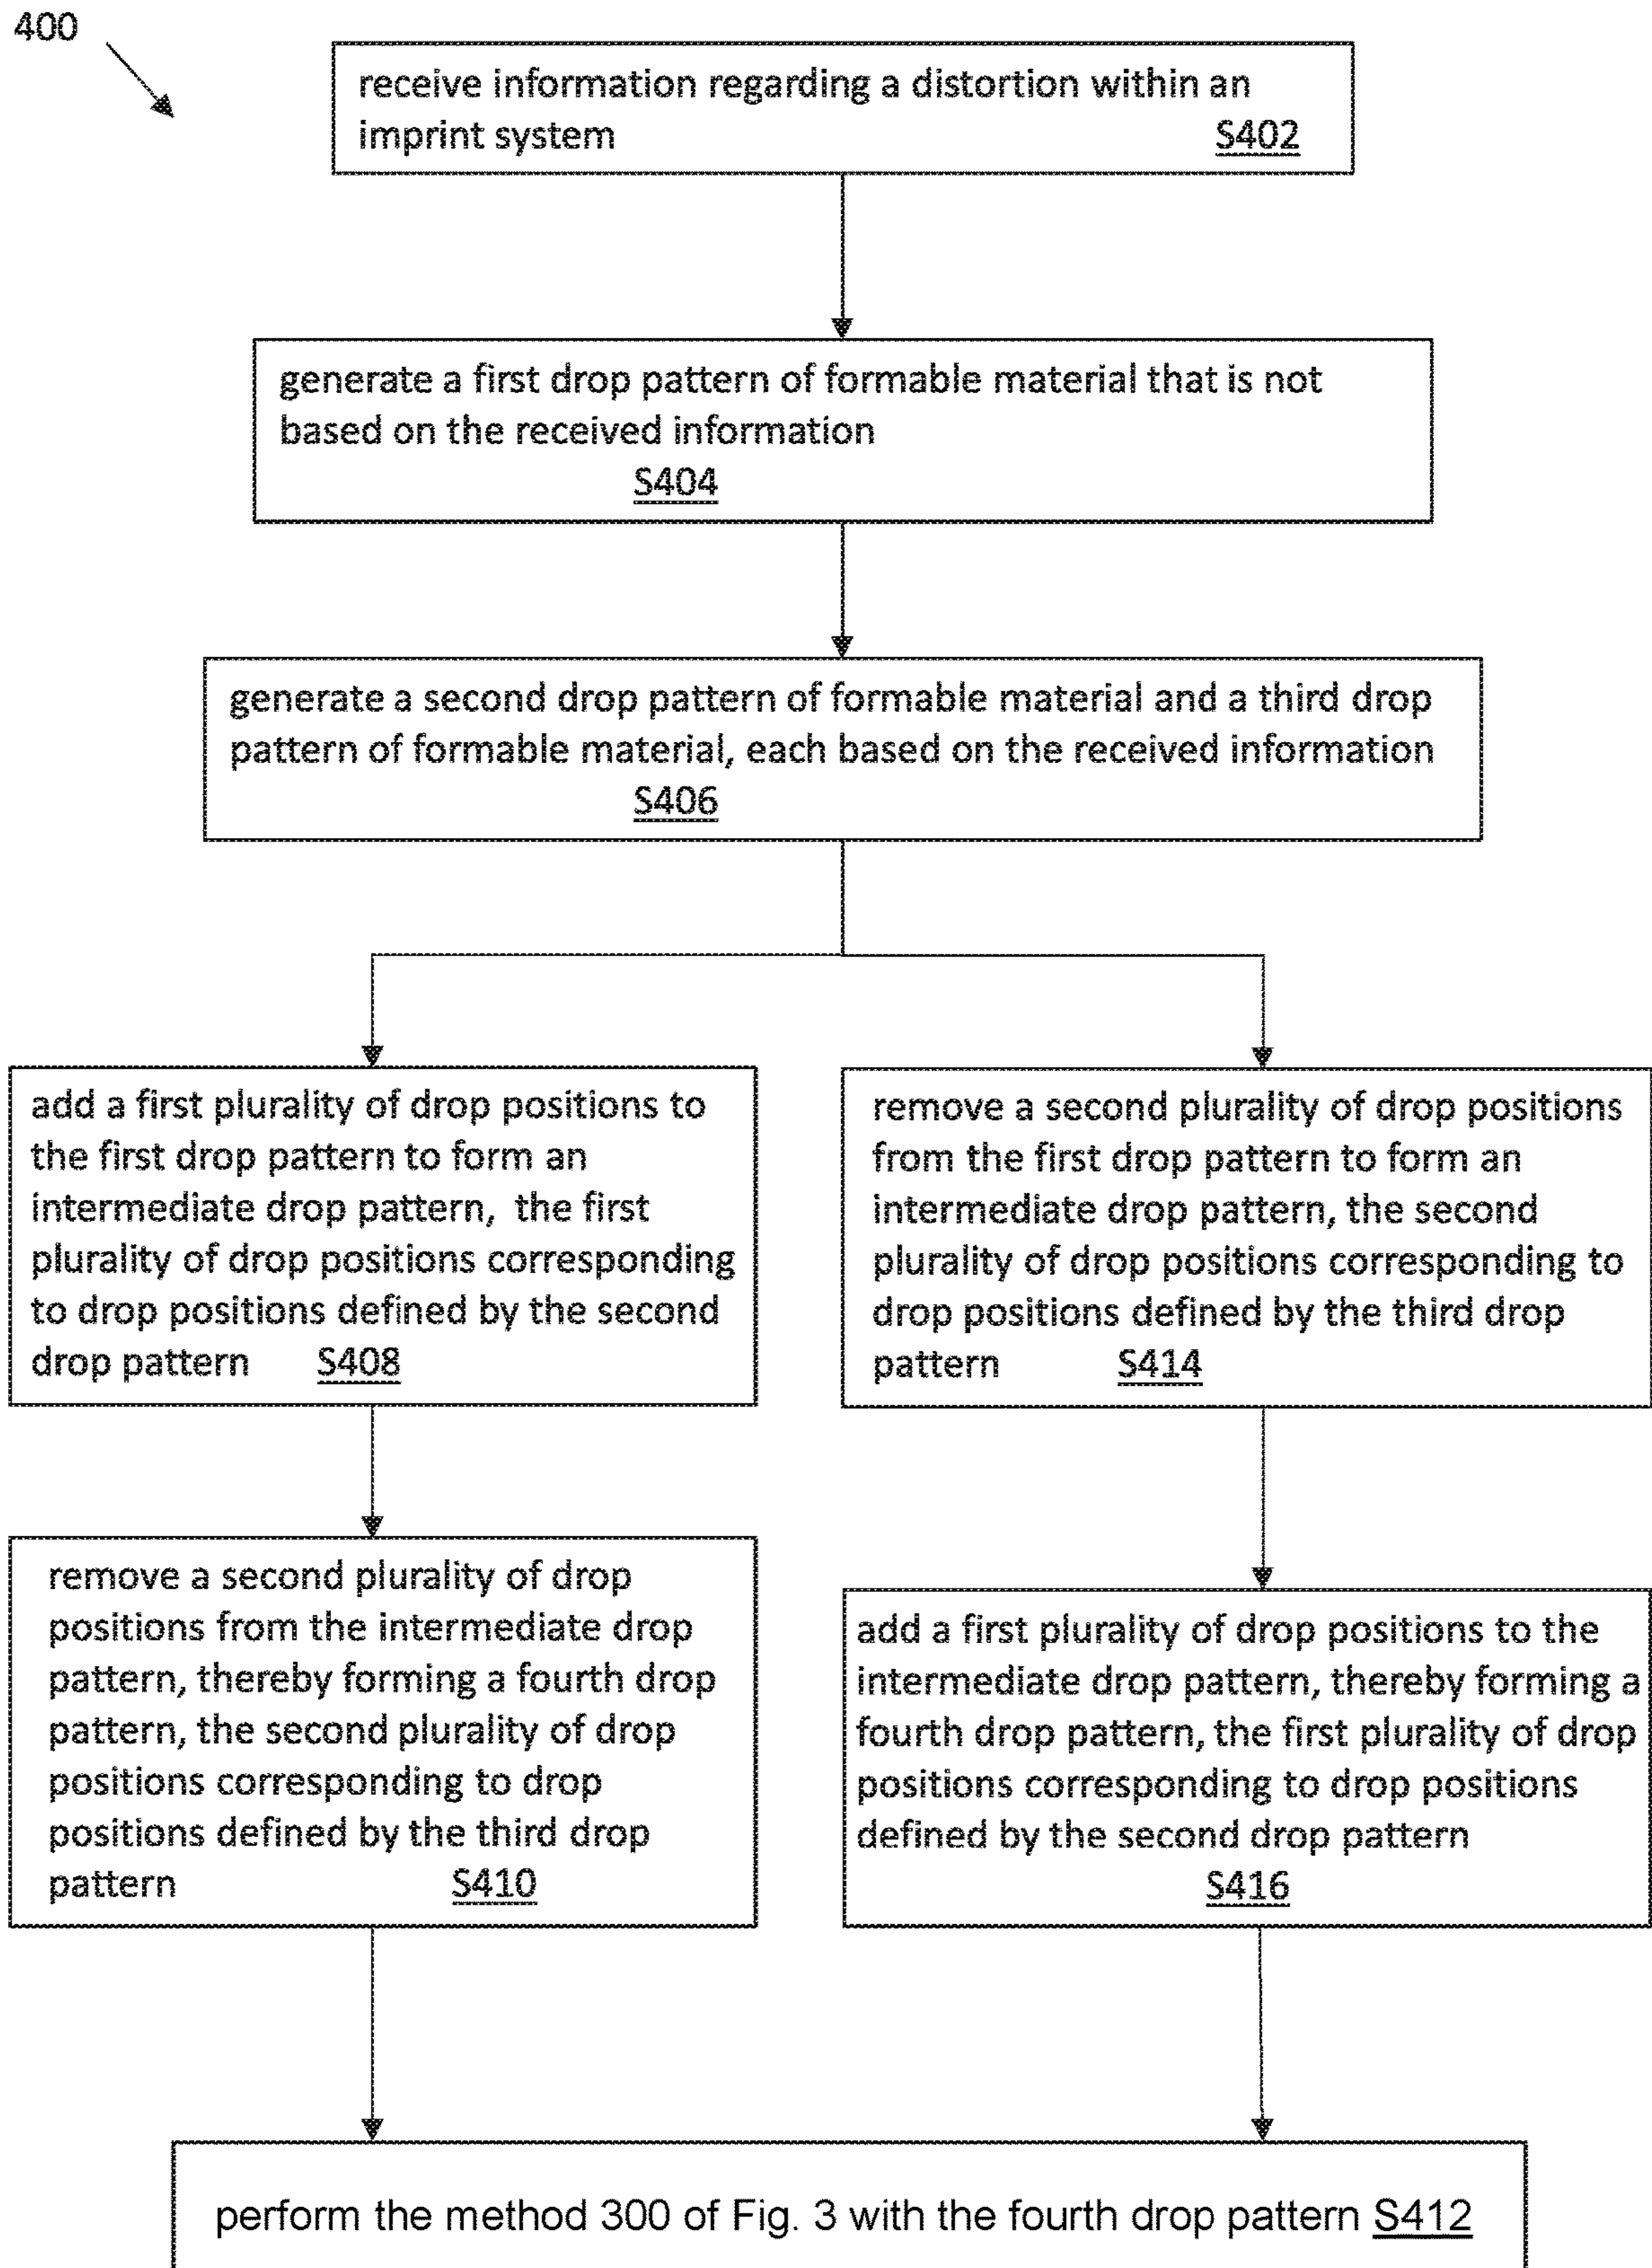 400
receive information regarding a distortion within an
imprint system S402
generate a first drop pattern of formable material that is not
based on the received information
S404
generate a second drop pattern of formable material and a third drop
pattern of formable material, each based on the received information
S406
add a first plurality of drop positions to
the first drop pattern to form an
intermediate drop pattern, the first
plurality of drop positions corresponding
to drop positions defined by the second
drop pattern S408
remove a second plurality of drop positions
from the first drop pattern to form an
intermediate drop pattern, the second
plurality of drop positions corresponding to
drop positions defined by the third drop
pattern S414
remove a second plurality of drop
positions from the intermediate drop
pattern, thereby forming a fourth drop
pattern, the second plurality of drop
positions corresponding to drop
positions defined by the third drop
pattern S410
add a first plurality of drop positions to the
intermediate drop pattern, thereby forming a
fourth drop pattern, the first plurality of drop
positions corresponding to drop positions
defined by the second drop pattern
S416
perform the method 300 of Fig. 3 with the fourth drop pattern S412